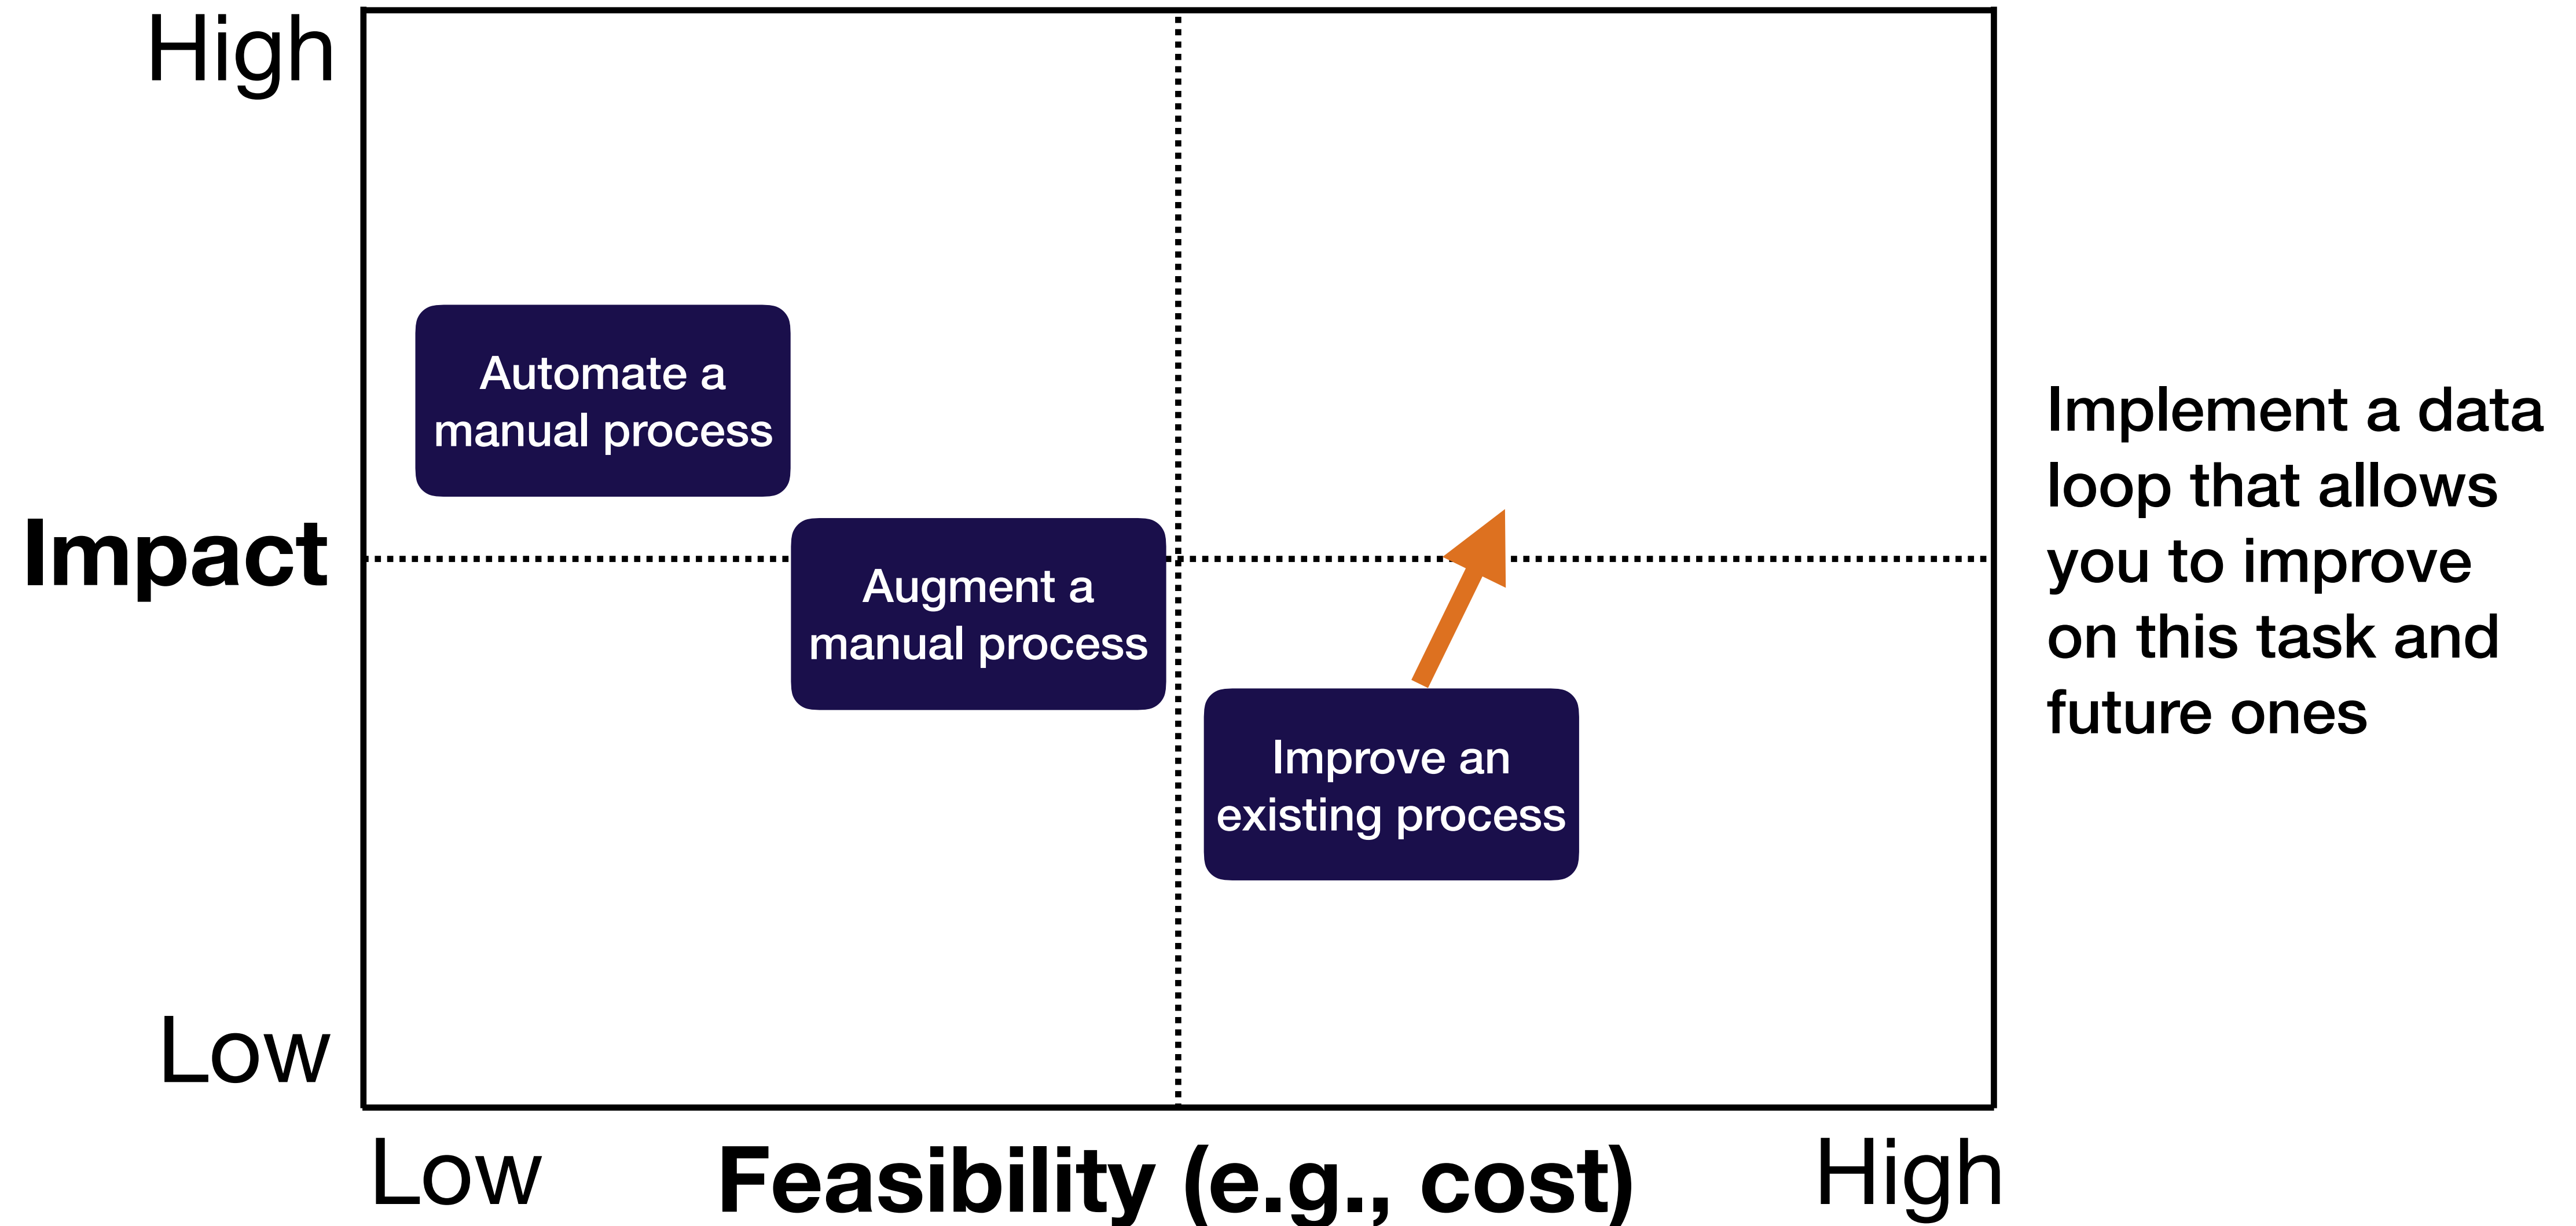 High
Automate a
manual process
Impact
Augment a
manual process
Improve an
existing process
Low
Low
Feasibility (e.g., cost)
High
Implement a data
loop that allows
you to improve
on this task and
future ones